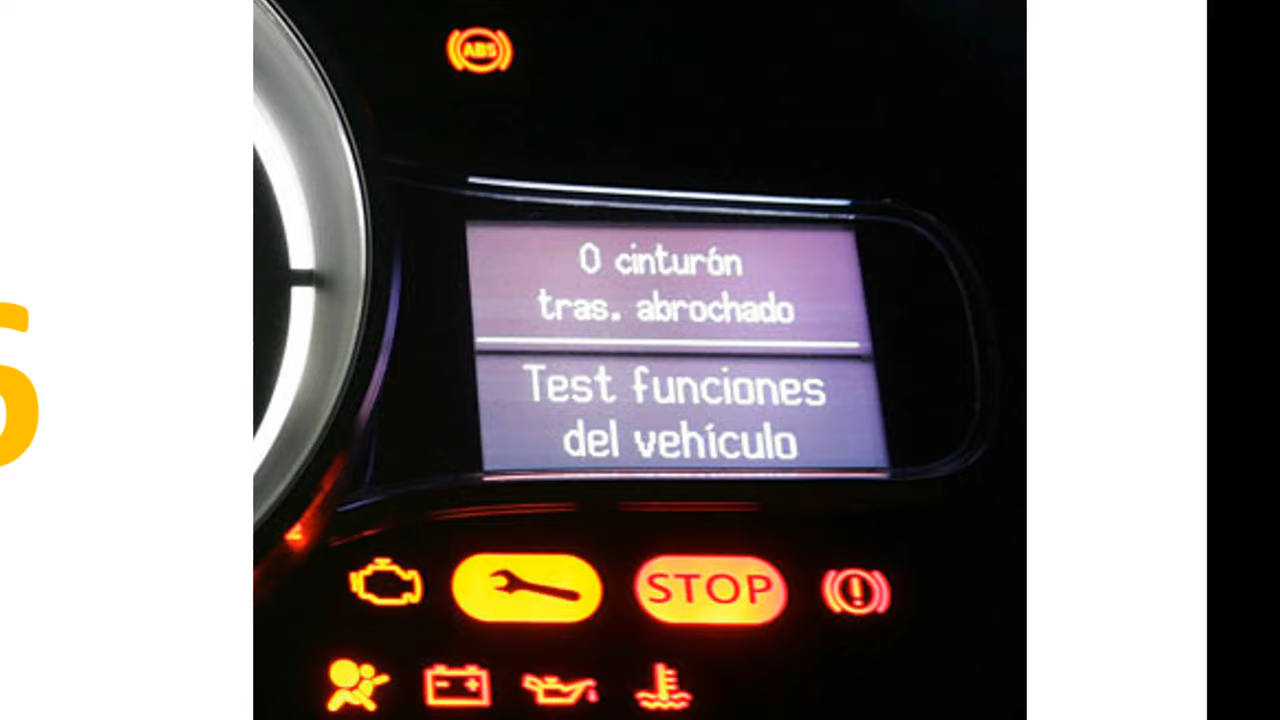 ABS
0 cinturón
tras. abrochado
Test funciones
del vehículo
STOP